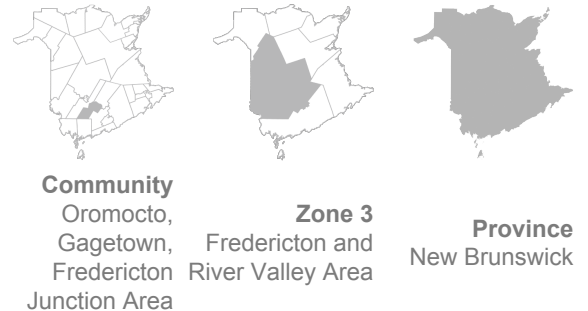 Community
Oromocto,
Gagetown,
Fredericton
Junction Area
Zone 3
Fredericton and
River Valley Area
Province
New Brunswick